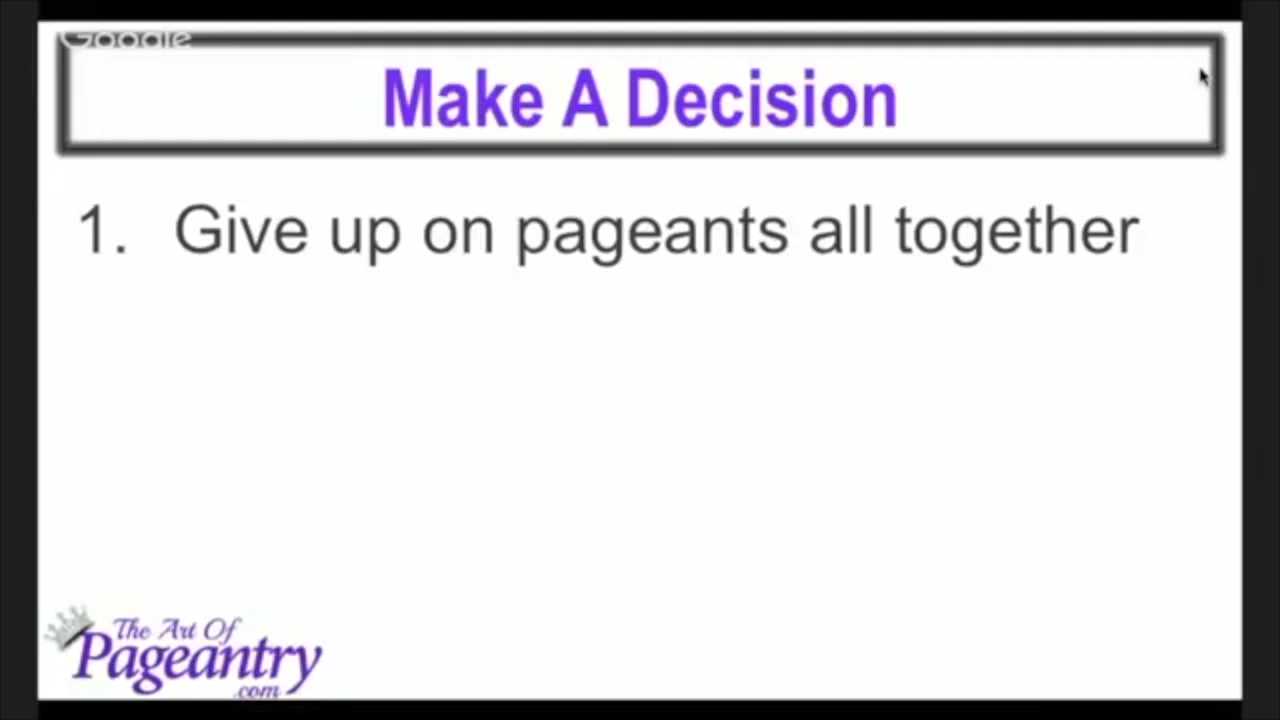 Google
Make A Decision
1. Give up on pageants all together
The Art Of
Pageantry
.com